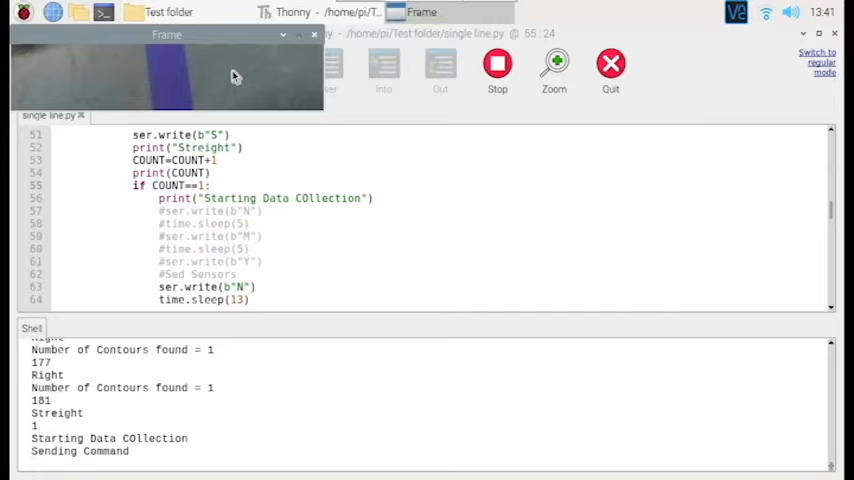 Test folder
Thonny - /home/pi/T...
Frame
13:41
Frame
ny - /home/pi/Test folder/single line.py @ 55 : 24
Switch to
regular
mode
Into
Out
Stop
Zoom
Quit
single line.py
51 ser.write(b"S")
52 print("Streight")
53 COUNT=COUNT+1
54 print(COUNT)
55 if COUNT==1:
56 print("Starting Data COllection")
57 #ser.write(b"N")
58 #time.sleep(5)
59 #ser.write(b"M")
60 #time.sleep(5)
61 #ser.write(b"Y")
62 #Sed Sensors
63 ser.write(b"N")
64 time.sleep(13)
Shell
Right
Number of Contours found = 1
177
Right
Number of Contours found = 1
181
Streight
1
Starting Data COllection
Sending Command